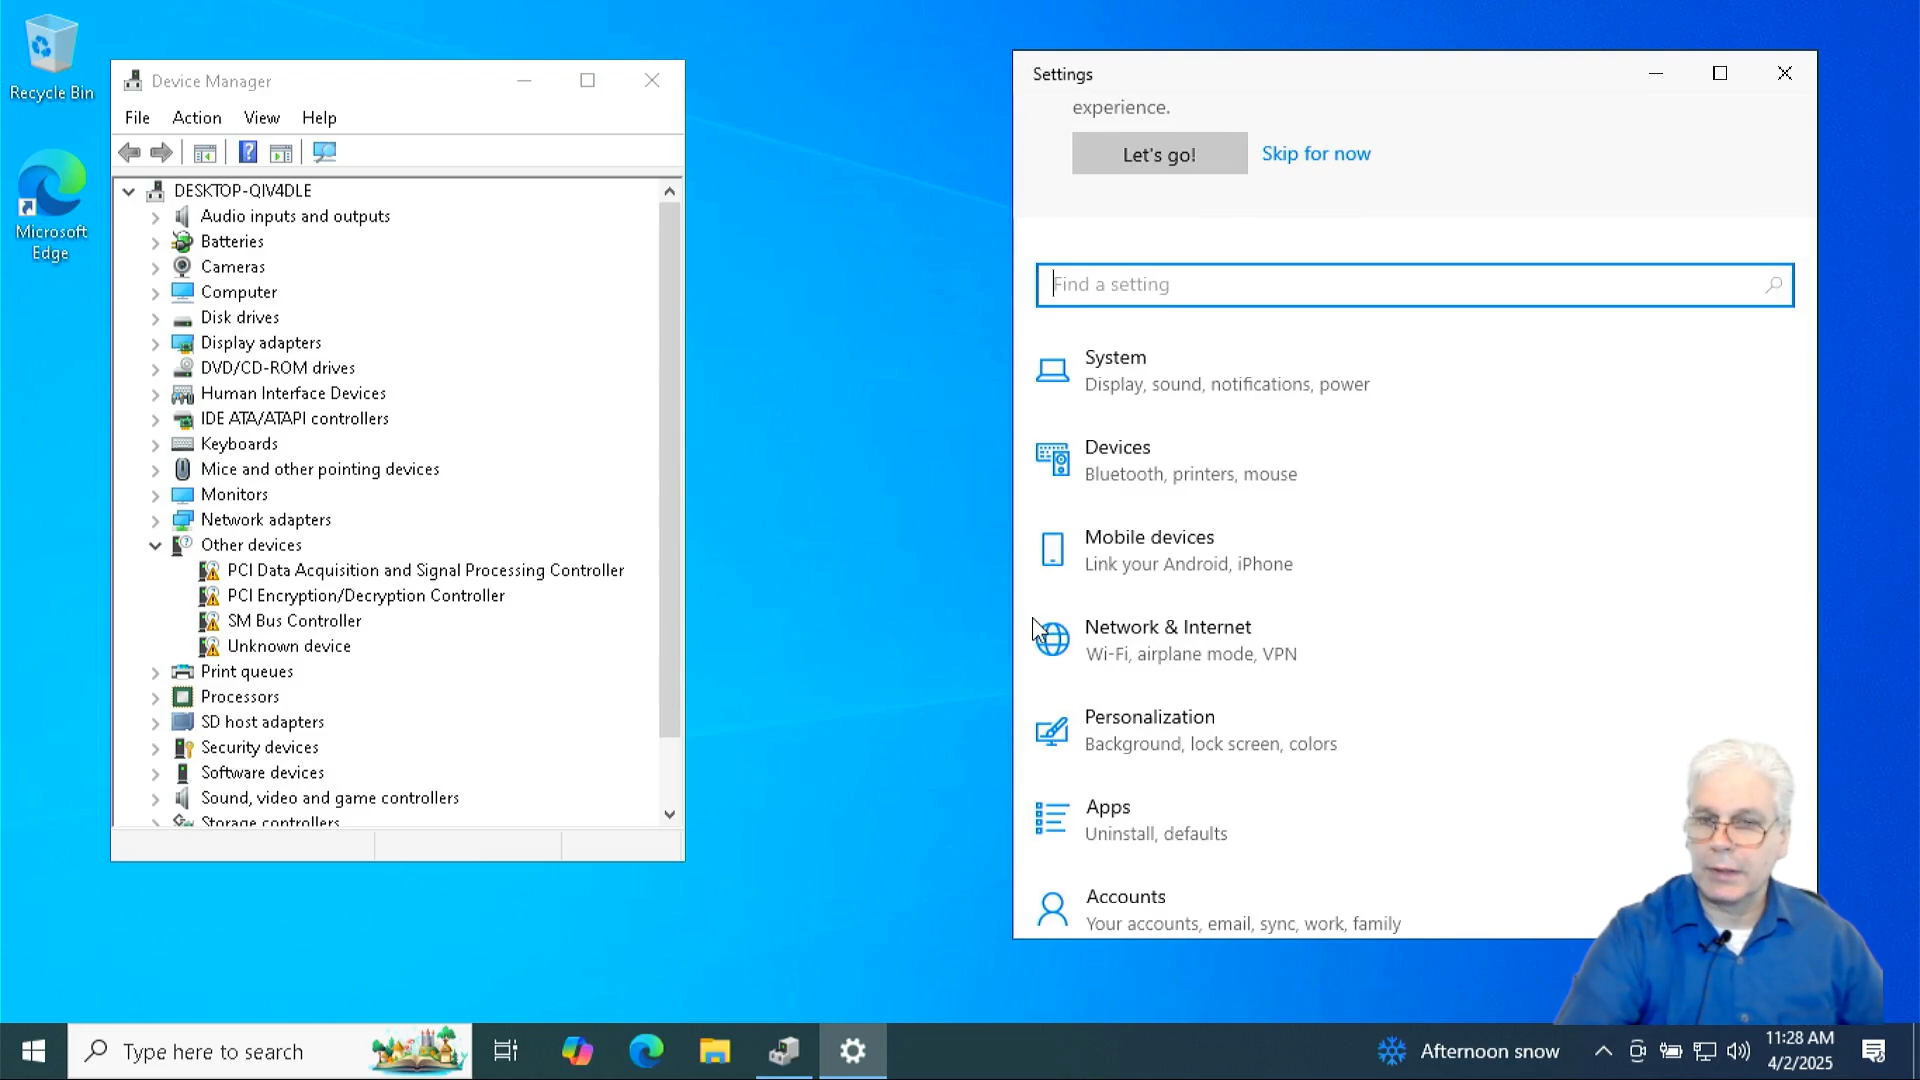 Recycle Bin
Microsoft
Edge
Device Manager
File Action View Help
DESKTOP-QIV4DLE
Audio inputs and outputs
Batteries
Cameras
Computer
Disk drives
Display adapters
DVD/CD-ROM drives
Human Interface Devices
IDE ATA/ATAPI controllers
Keyboards
Mice and other pointing devices
Monitors
Network adapters
Other devices
PCI Data Acquisition and Signal Processing Controller
PCI Encryption/Decryption Controller
SM Bus Controller
Unknown device
Print queues
Processors
SD host adapters
Security devices
Software devices
Sound, video and game controllers
Storage controllers
Settings
experience.
Let's go! Skip for now
Find a setting
System
Display, sound, notifications, power
Devices
Bluetooth, printers, mouse
Mobile devices
Link your Android, iPhone
Network & Internet
Wi-Fi, airplane mode, VPN
Personalization
Background, lock screen, colors
Apps
Uninstall, defaults
Accounts
Your accounts, email, sync, work, family
Type here to search
Afternoon snow
11:28 AM
4/2/2025